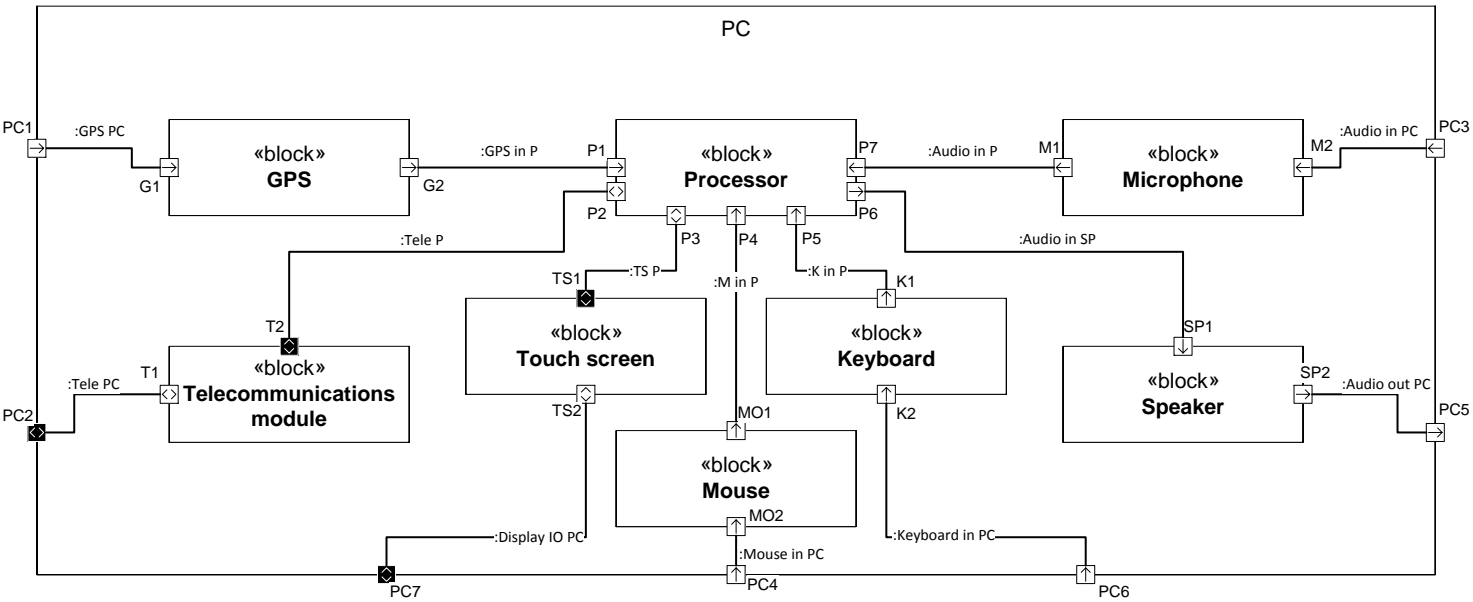 PC
PC1
:GPS PC
G1
«block»
GPS
G2
:GPS in P
P1
P2
«block»
Processor
P7
P6
:Audio in P
M1
«block»
Microphone
M2
:Audio in PC
PC3
P3
P4
P5
:Tele P
:TS P
:M in P
:K in P
:Audio in SP
TS1
K1
T2
SP1
«block»
Touch screen
TS2
«block»
Keyboard
K2
:Tele PC
T1
PC2
«block»
Telecommunications
module
«block»
Speaker
SP2
:Audio out PC
PC5
MO1
«block»
Mouse
MO2
:Display IO PC
:Mouse in PC
:Keyboard in PC
PC7
PC4
PC6